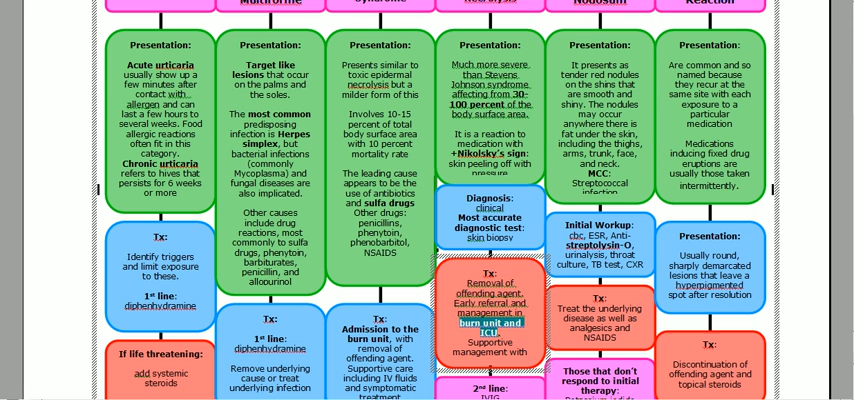 Multiforme
Syndrome
Necrolysis
Nodosum
Reaction
Presentation:
Acute urticaria
usually show up a
few minutes after
contact with
allergen and can
last a few hours to
several weeks. Food
allergic reactions
often fit in this
category.
Chronic urticaria
refers to hives that
persists for 6 weeks
or more
Tx:
Identify triggers
and limit exposure
to these.
1st line:
diphenhydramine
If life threatening:
add systemic
steroids
Presentation:
Target like
lesions that occur
on the palms and
the soles.
The most common
predisposing
infection is Herpes
simplex, but
bacterial infections
(commonly
Mycoplasma) and
fungal diseases are
also implicated.
Other causes
include drug
reactions, most
commonly to sulfa
drugs, phenytoin,
barbiturates,
penicillin, and
allopurinol
Tx:
1st line:
diphenhydramine
Remove underlying
cause or treat
underlying infection
Presentation:
Presents similar to
toxic epidermal
necrolysis but a
milder form of this
Involves 10-15
percent of total
body surface area
with 10 percent
mortality rate
The leading cause
appears to be the
use of antibiotics
and sulfa drugs
Other drugs:
penicillins,
phenytoin,
phenobarbitol,
NSAIDS
Tx:
Admission to the
burn unit, with
removal of
offending agent.
Supportive care
including IV fluids
and symptomatic
treatment
Presentation:
Much more severe
than Stevens
Johnson syndrome
affecting from 30-
100 percent of the
body surface area.
It is a reaction to
medication with
+Nikolsky's sign:
skin peeling off with
pressure
Diagnosis:
clinical
Most accurate
diagnostic test:
skin biopsy
Tx:
Removal of
offending agent.
Early referral and
management in
burn unit and
ICU.
Supportive
management with
2nd line:
IVIG
Presentation:
It presents as
tender red nodules
on the shins that
are smooth and
shiny. The nodules
may occur
anywhere there is
fat under the skin,
including the thighs,
arms, trunk, face,
and neck.
MCC:
Streptococcal
infection
Initial Workup:
cbc, ESR, Anti-
streptolysin-O,
urinalysis, throat
culture, TB test, CXR
Tx:
Treat the underlying
disease as well as
analgesics and
NSAIDS
Those that don't
respond to initial
therapy:
Potassium iodide
Presentation:
Are common and so
named because
they recur at the
same site with each
exposure to a
particular
medication
Medications
inducing fixed drug
eruptions are
usually those taken
intermittently.
Presentation:
Usually round,
sharply demarcated
lesions that leave a
hyperpigmented
spot after resolution
Tx:
Discontinuation of
offending agent and
topical steroids